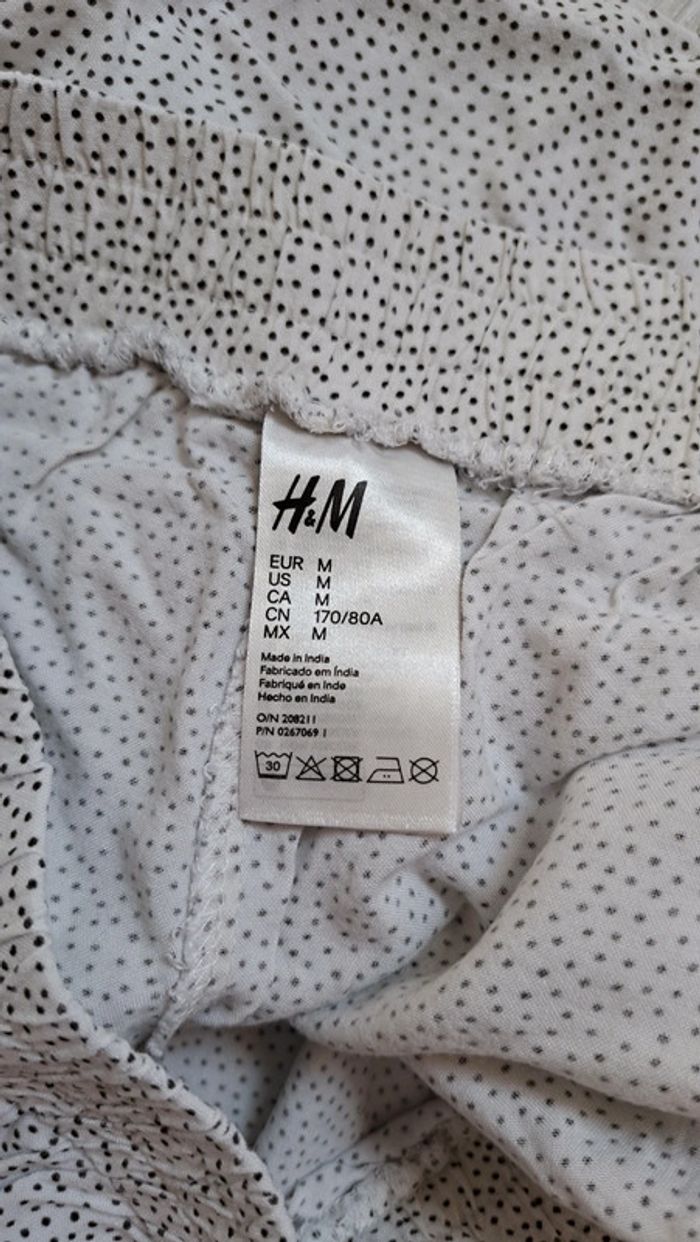 H&M
EUR M
US M
CA M
CN 170/80A
MX M
Made in India
Fabricado em Índia
Fabriqué en Inde
Hecho en India
O/N 208211
P/N 0267069 1
30